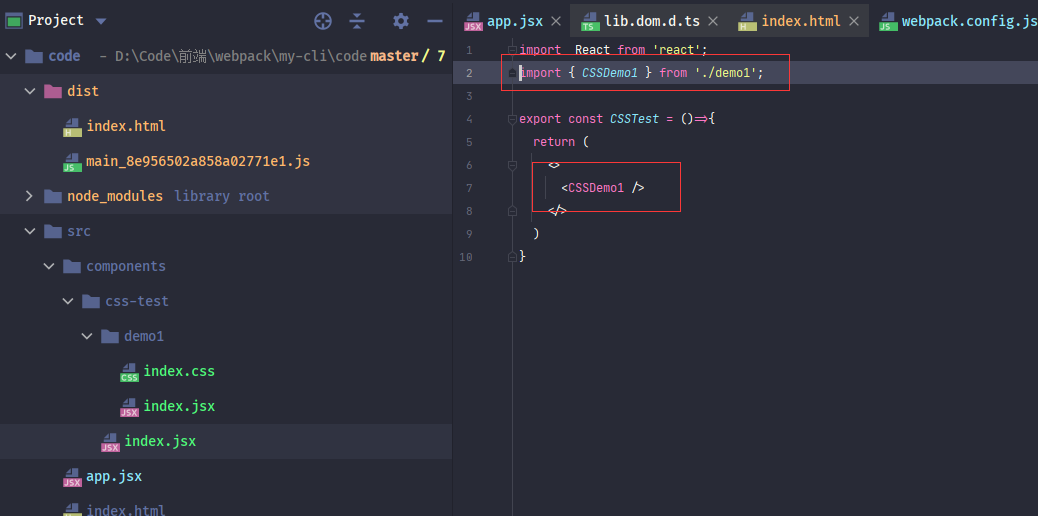 Project
code – D:\Code\前端\webpack\my-cli\code master / 7
dist
index.html
main_8e956502a858a02771e1.js
node_modules library root
src
components
css-test
demo1
index.css
index.jsx
index.jsx
app.jsx
index.html
app.jsx
lib.dom.d.ts
index.html
webpack.config.js
1 import React from 'react';
2 import { CSSDemo1 } from './demo1';
3
4 export const CSSTest = ()=>{
5 return (
6 <>
7 <CSSDemo1 />
8 </>
9 )
10 }